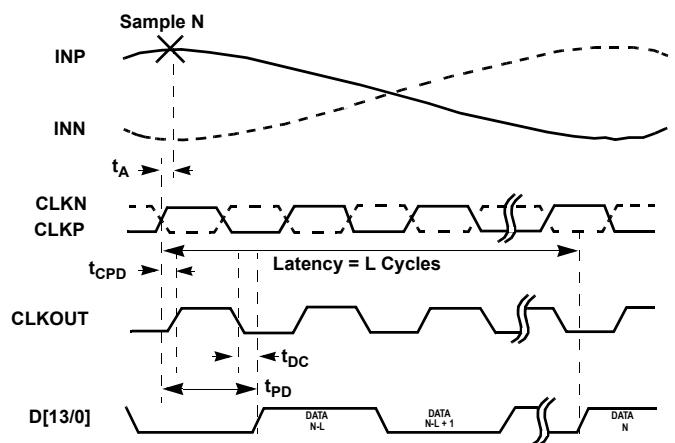 Sample N
INP
INN
tA
CLKN
CLKP
Latency = L Cycles
tCPD
CLKOUT
tDC
tPD
D[13/0]
DATA
N-L
DATA
N-L + 1
DATA
N